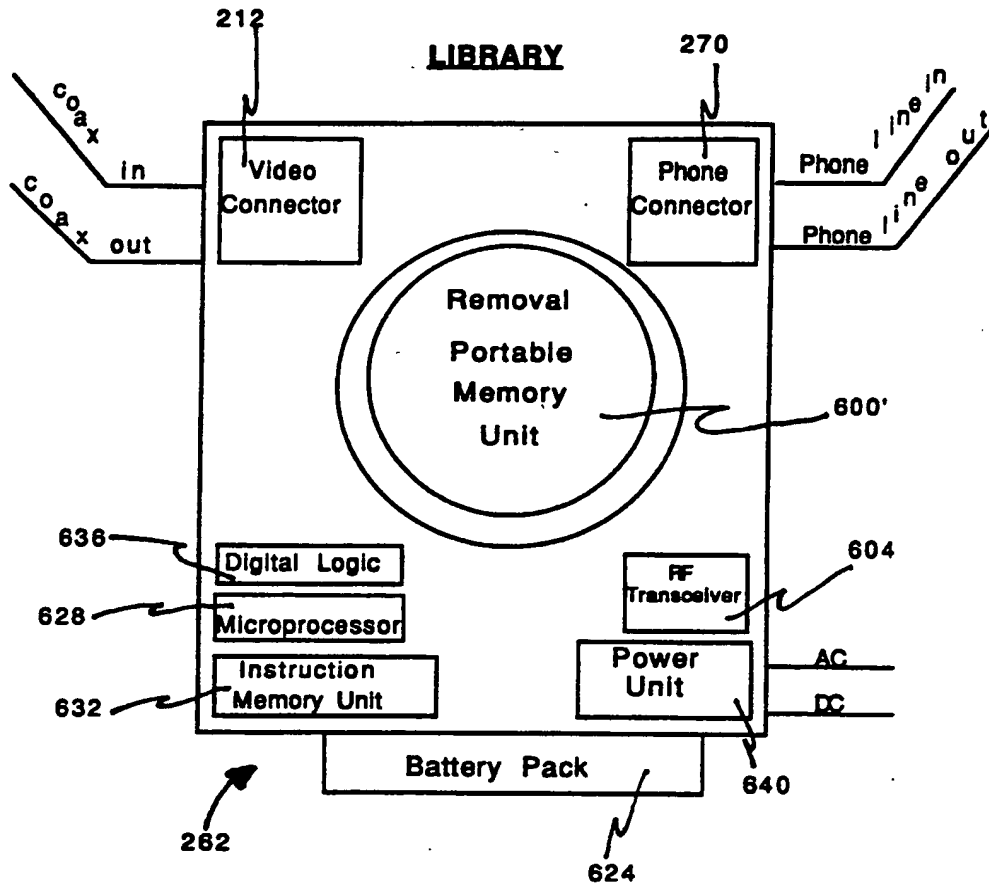 212
LIBRARY
270
coax in
coax out
Video
Connector
Phone
Connector
Phone line in
Phone line out
Removal
Portable
Memory
Unit
600'
636
Digital Logic
628
Microprocessor
632
Instruction
Memory Unit
RF
Transceiver
604
Power
Unit
AC
DC
640
Battery Pack
262
624